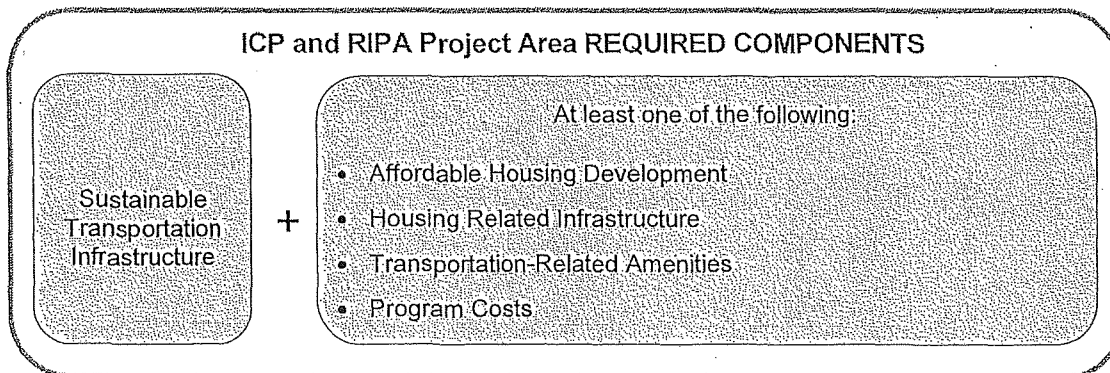 ICP and RIPA Project Area REQUIRED COMPONENTS
Sustainable
Transportation
Infrastructure
+
At least one of the following:
• Affordable Housing Development
• Housing Related Infrastructure
• Transportation-Related Amenities
• Program Costs